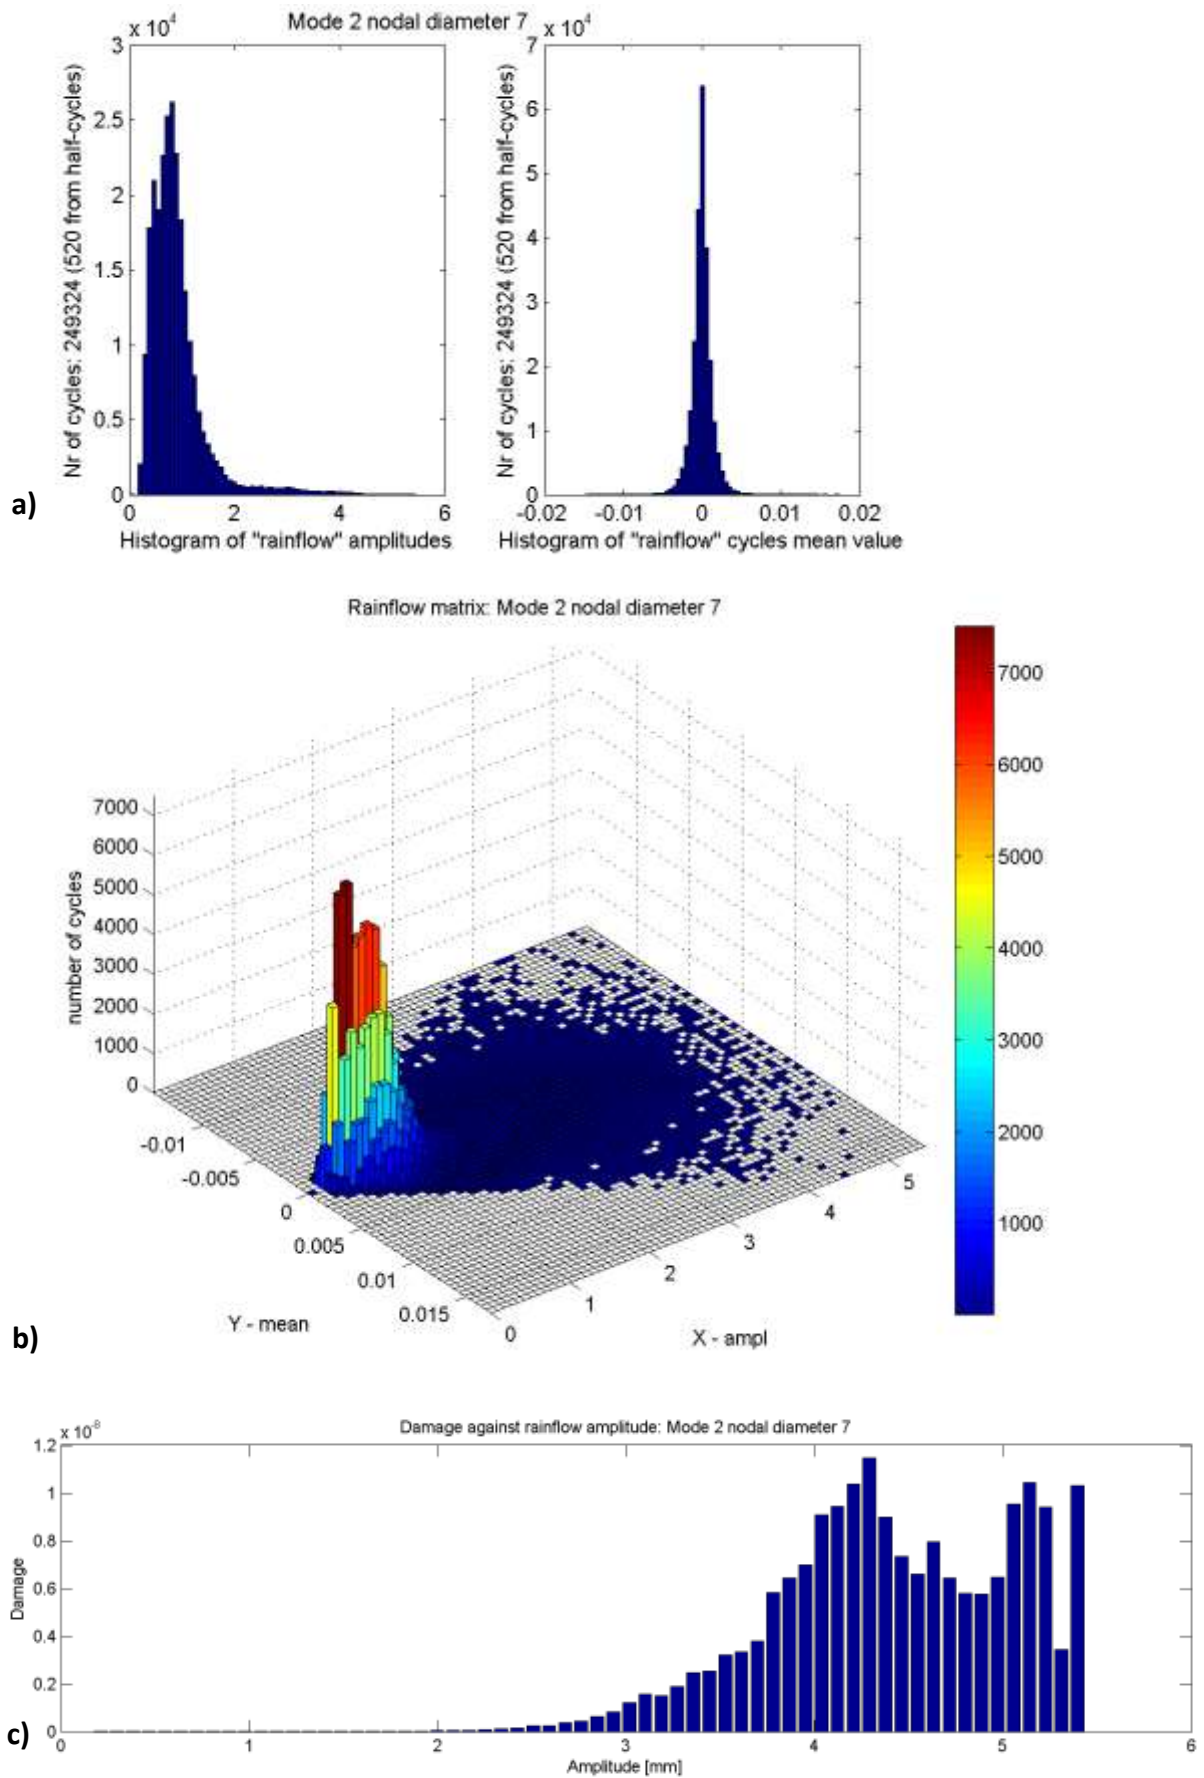 Mode 2 nodal diameter 7
x 10^4
3
2.5
2
1.5
1
0.5
0
Nr of cycles: 249324 (520 from half-cycles)
0 2 4 6
Histogram of "rainflow" amplitudes
x 10^4
7
6
5
4
3
2
1
0
Nr of cycles: 249324 (520 from half-cycles)
-0.02 -0.01 0 0.01 0.02
Histogram of "rainflow" cycles mean value
a)
Rainflow matrix: Mode 2 nodal diameter 7
7000
6000
5000
4000
3000
2000
1000
0
number of cycles
-0.01
-0.005
0
0.005
0.01
0.015
Y - mean
0
1
2
3
4
5
X - ampl
7000
6000
5000
4000
3000
2000
1000
b)
Damage against rainflow amplitude: Mode 2 nodal diameter 7
x 10^-8
1.2
1
0.8
0.6
0.4
0.2
0
Damage
0 1 2 3 4 5 6
Amplitude [mm]
c)